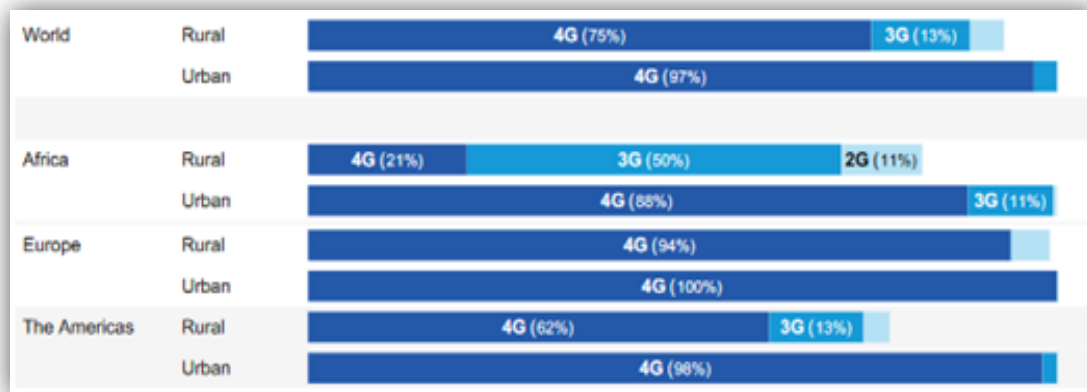 World Rural 4G (75%) 3G (13%)
Urban 4G (97%)
Africa Rural 4G (21%) 3G (50%) 2G (11%)
Urban 4G (88%) 3G (11%)
Europe Rural 4G (94%)
Urban 4G (100%)
The Americas Rural 4G (62%) 3G (13%)
Urban 4G (98%)